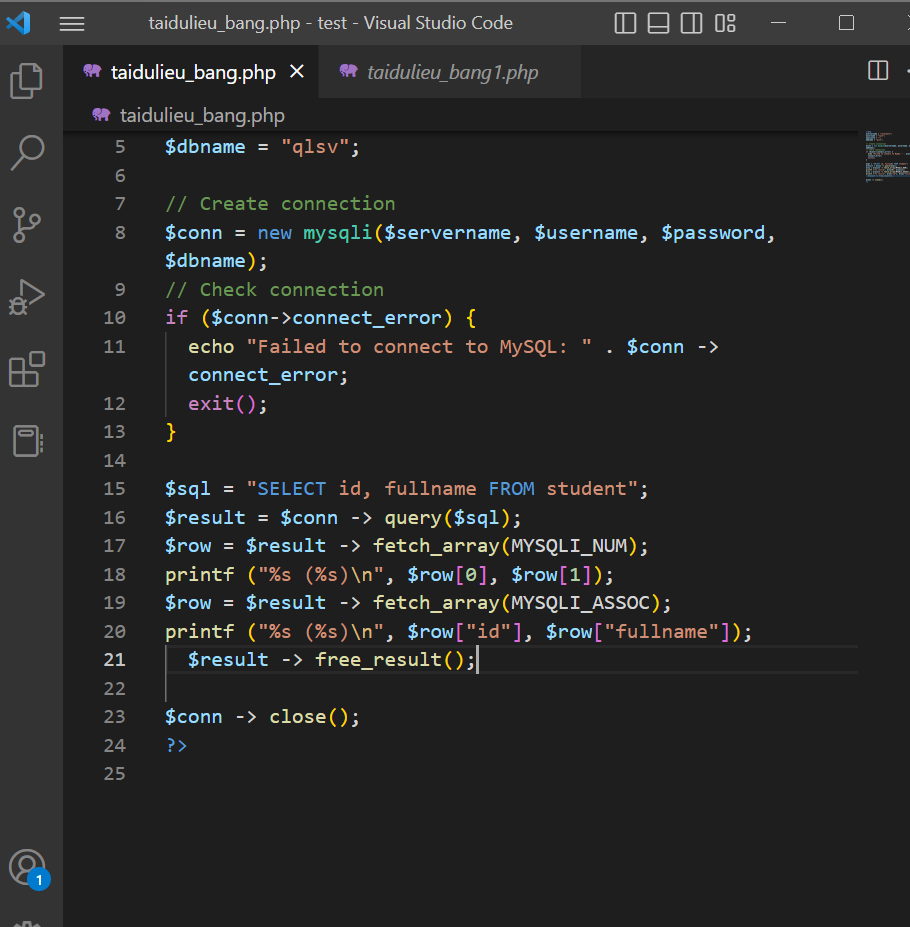 taidulieu_bang.php - test - Visual Studio Code
taidulieu_bang.php
taidulieu_bang1.php
taidulieu_bang.php
5 $dbname = "qlsv";
6
7 // Create connection
8 $conn = new mysqli($servername, $username, $password,
$dbname);
9 // Check connection
10 if ($conn->connect_error) {
11 echo "Failed to connect to MySQL: " . $conn ->
connect_error;
12 exit();
13 }
14
15 $sql = "SELECT id, fullname FROM student";
16 $result = $conn -> query($sql);
17 $row = $result -> fetch_array(MYSQLI_NUM);
18 printf ("%s (%s)\n", $row[0], $row[1]);
19 $row = $result -> fetch_array(MYSQLI_ASSOC);
20 printf ("%s (%s)\n", $row["id"], $row["fullname"]);
21 $result -> free_result();
22
23 $conn -> close();
24 ?>
25
1